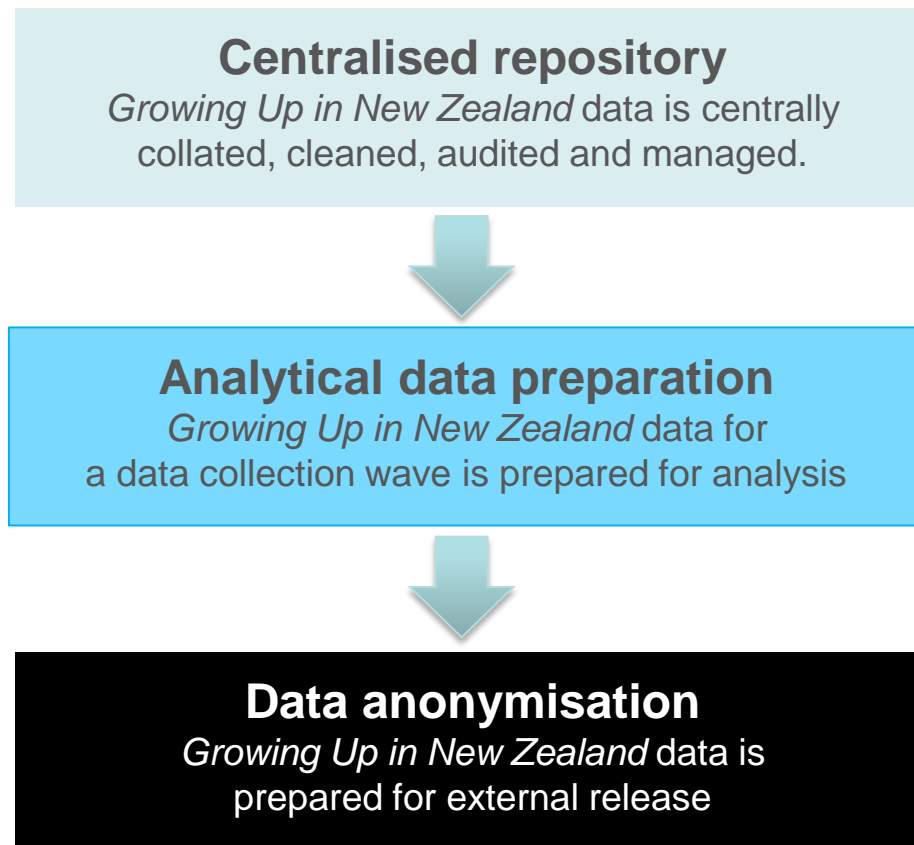 Centralised repository
Growing Up in New Zealand data is centrally
collated, cleaned, audited and managed.
Analytical data preparation
Growing Up in New Zealand data for
a data collection wave is prepared for analysis
Data anonymisation
Growing Up in New Zealand data is
prepared for external release